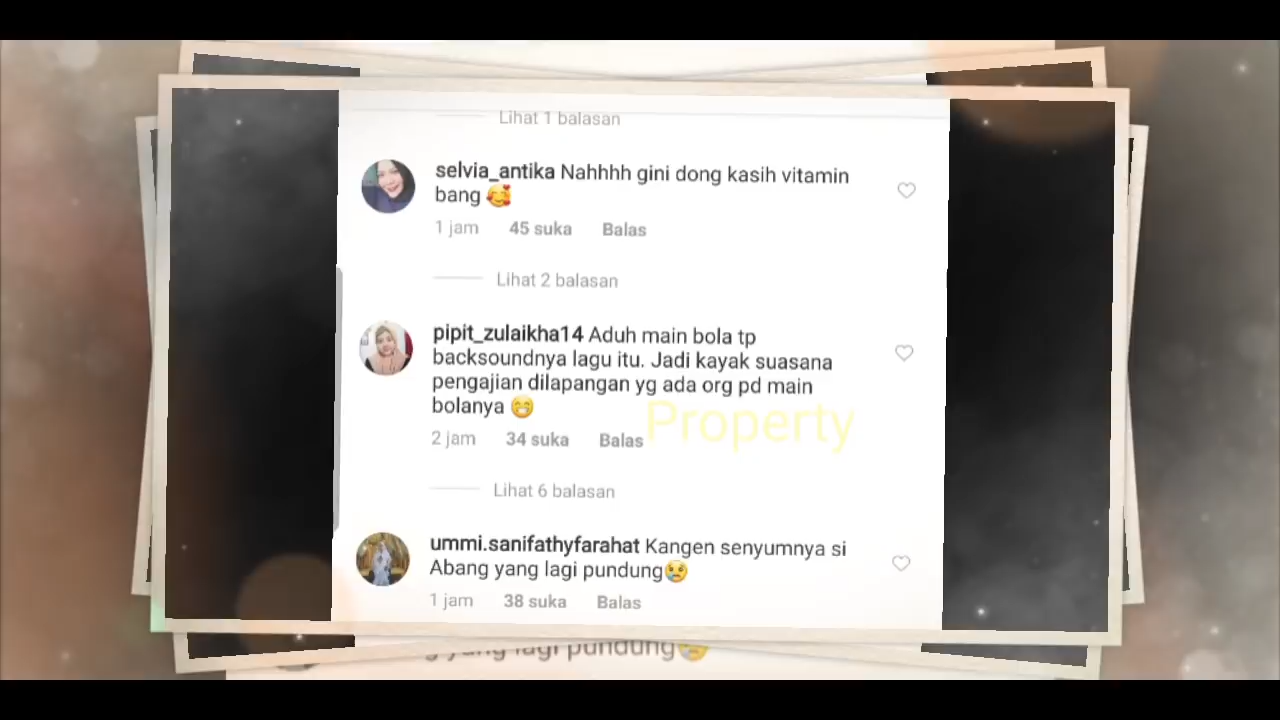 Lihat 1 balasan
selvia_antika Nahhhh gini dong kasih vitamin
bang 🥰
1 jam 45 suka Balas
Lihat 2 balasan
pipit_zulaikha14 Aduh main bola tp
backsoundnya lagu itu. Jadi kayak suasana
pengajian dilapangan yg ada org pd main
bolanya 😁
2 jam 34 suka Balas
Property
Lihat 6 balasan
ummi.sanifathyfarahat Kangen senyumnya si
Abang yang lagi pundung😢
1 jam 38 suka Balas
yang lagi pundung😢